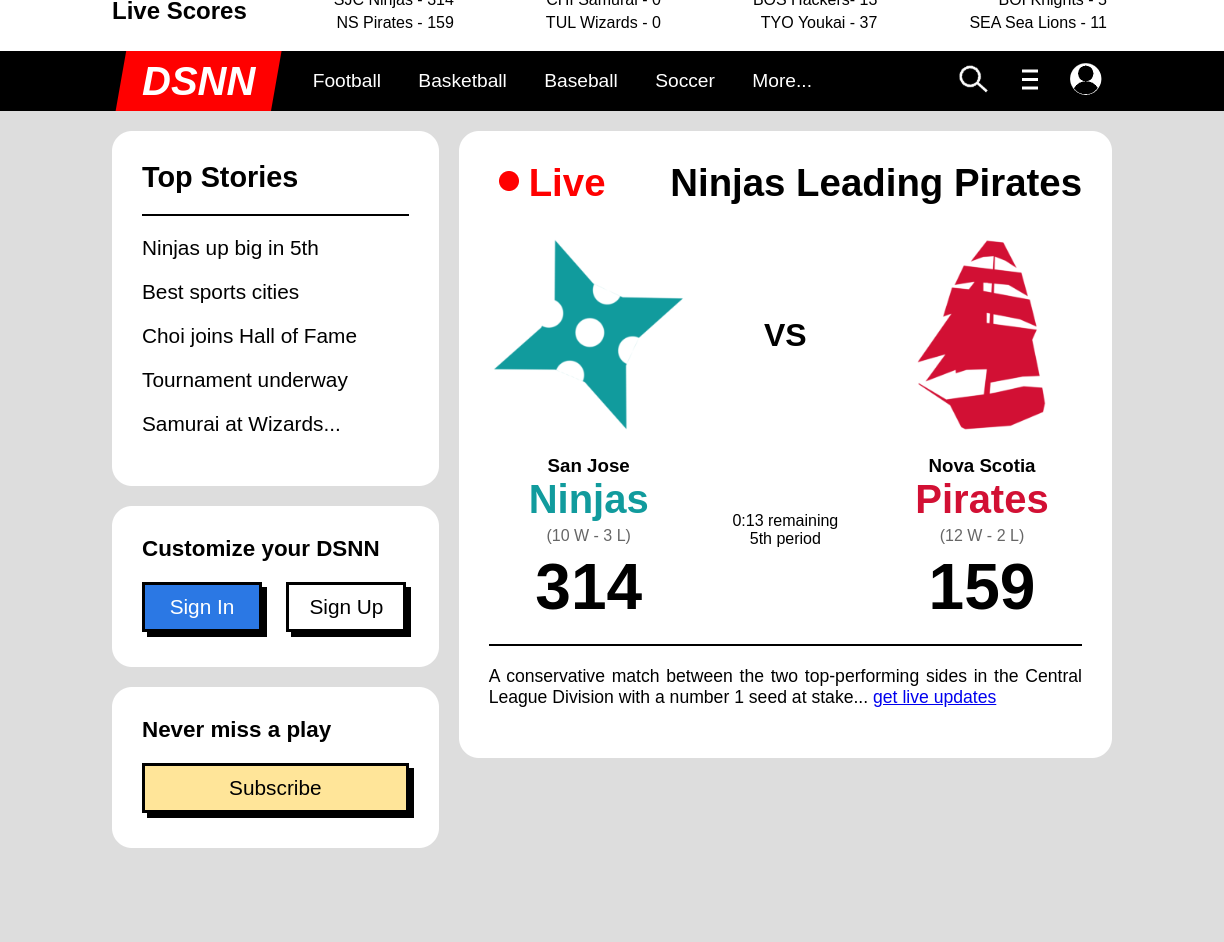 Live Scores
SJC Ninjas - 314
CHI Samurai - 0
BOS Hackers- 13
BOI Knights - 3
NS Pirates - 159
TUL Wizards - 0
TYO Youkai - 37
SEA Sea Lions - 11
DSNN
Football
Basketball
Baseball
Soccer
More...
Top Stories
Ninjas up big in 5th
Best sports cities
Choi joins Hall of Fame
Tournament underway
Samurai at Wizards...
Customize your DSNN
Sign In
Sign Up
Never miss a play
Subscribe
Live
Ninjas Leading Pirates
VS
San Jose
Ninjas
(10 W - 3 L)
314
0:13 remaining
5th period
Nova Scotia
Pirates
(12 W - 2 L)
159
A conservative match between the two top-performing sides in the Central
League Division with a number 1 seed at stake... get live updates